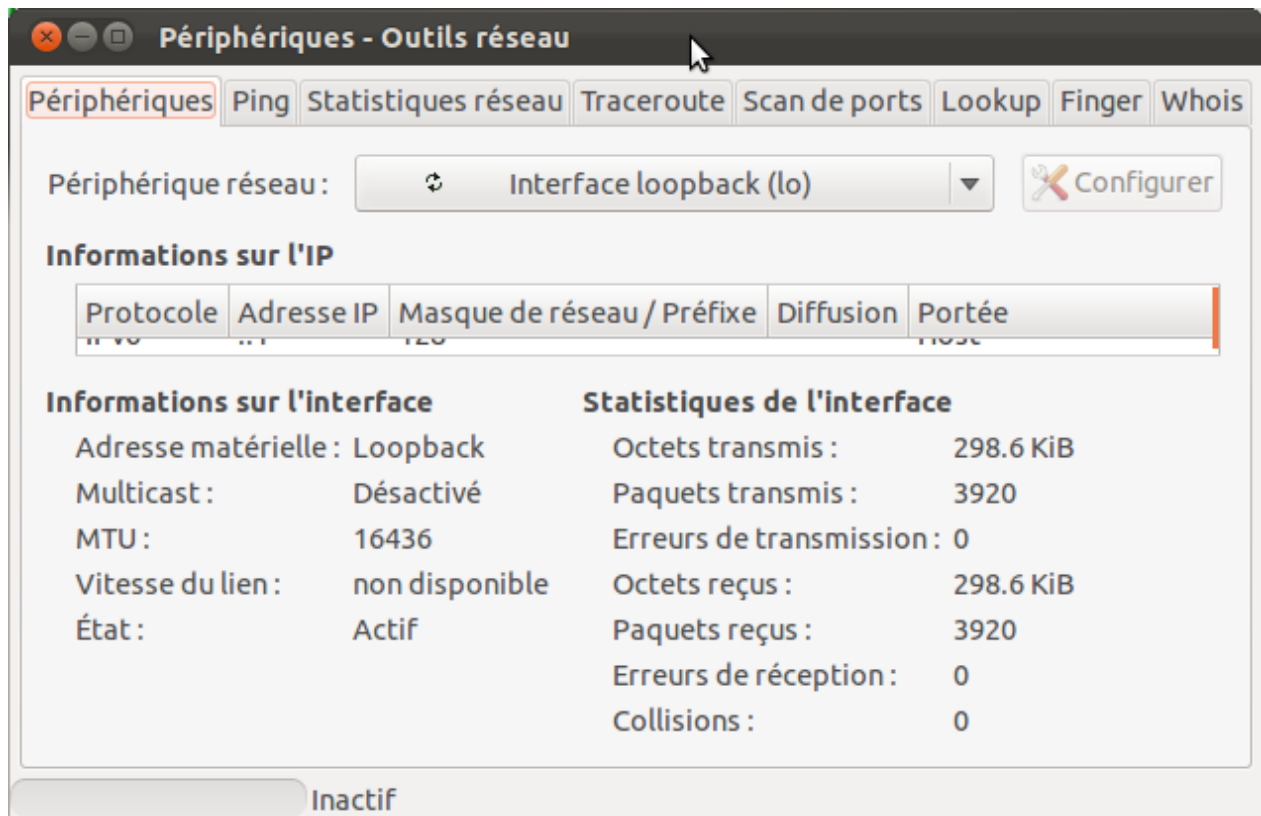 Périphériques - Outils réseau
Périphériques Ping Statistiques réseau Traceroute Scan de ports Lookup Finger Whois
Périphérique réseau : Interface loopback (lo) Configurer
Informations sur l'IP
Protocole Adresse IP Masque de réseau / Préfixe Diffusion Portée
Informations sur l'interface Statistiques de l'interface
Adresse matérielle : Loopback Octets transmis : 298.6 KiB
Multicast : Désactivé Paquets transmis : 3920
MTU : 16436 Erreurs de transmission : 0
Vitesse du lien : non disponible Octets reçus : 298.6 KiB
État : Actif Paquets reçus : 3920
Erreurs de réception : 0
Collisions : 0
Inactif